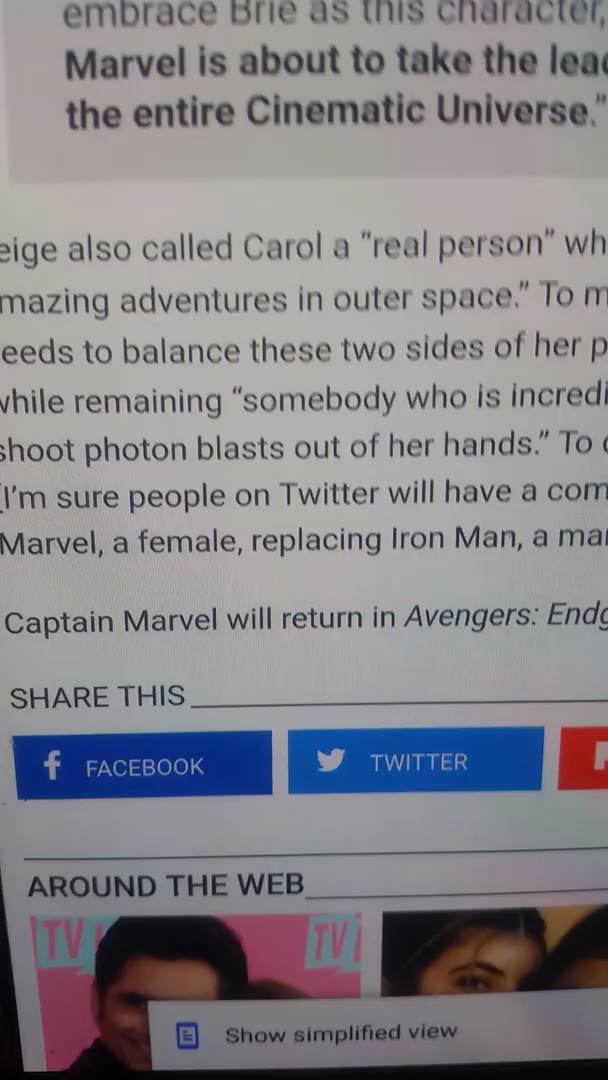 embrace Brie as this character,
Marvel is about to take the lead
the entire Cinematic Universe.”
eige also called Carol a “real person” wh
mazing adventures in outer space.” To m
eeds to balance these two sides of her p
while remaining “somebody who is incredi
shoot photon blasts out of her hands.” To
(I’m sure people on Twitter will have a com
Marvel, a female, replacing Iron Man, a ma
Captain Marvel will return in Avengers: Endg
SHARE THIS
f FACEBOOK
TWITTER
AROUND THE WEB
TV
TV
Show simplified view